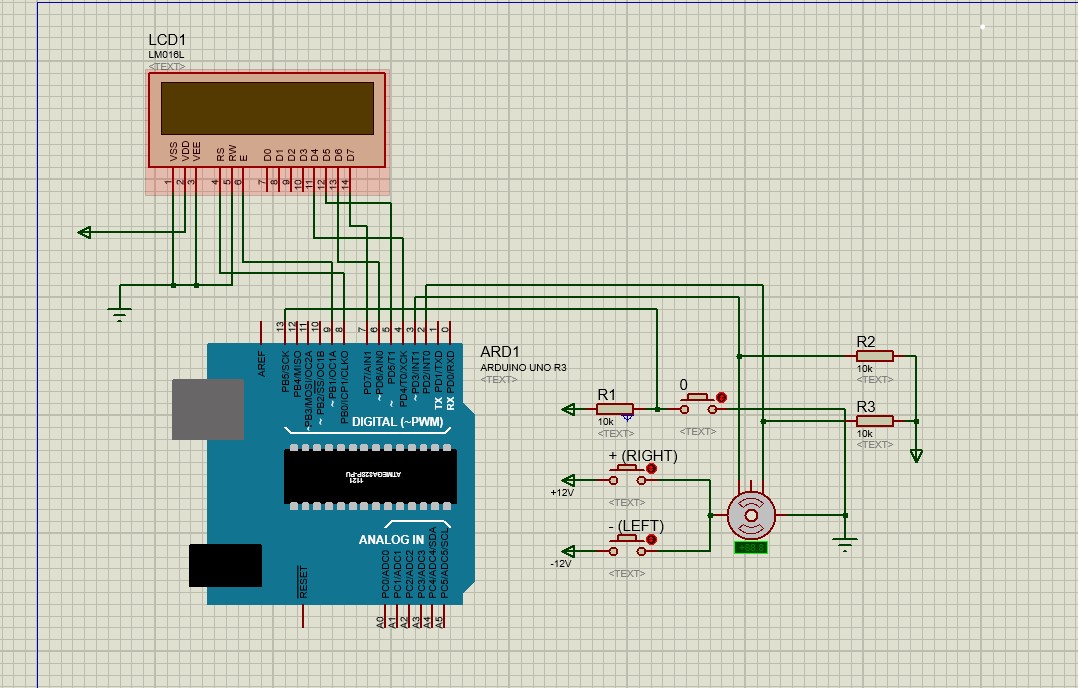 LCD1
LM016L
<TEXT>
VSS VDD VEE RS RW E D0 D1 D2 D3 D4 D5 D6 D7
1 2 3 4 5 6 7 8 9 10 11 12 13 14
13 12 11 10 9 8 7 6 5 4 3 2 1 0
AREF
PB5/SCK
PB4/MISO
~PB3/MOSI/OC2A
~ PB2/SS/OC1B
~ PB1/OC1A
PB0/ICP1/CLKO
PD7/AIN1
~ PD6/AIN0
~ PD5/T1
PD4/T0/XCK
~ PD3/INT1
PD2/INT0
TX PD1/TXD
RX PD0/RXD
DIGITAL (~PWM)
ARD1
ARDUINO UNO R3
<TEXT>
ATMEGA328P-PU
1121
ANALOG IN
RESET
PC0/ADC0
PC1/ADC1
PC2/ADC2
PC3/ADC3
PC4/ADC4/SDA
PC5/ADC5/SCL
A0 A1 A2 A3 A4 A5
R1
10k
<TEXT>
0
<TEXT>
R2
10k
<TEXT>
R3
10k
<TEXT>
+ (RIGHT)
+12V
<TEXT>
- (LEFT)
-12V
<TEXT>